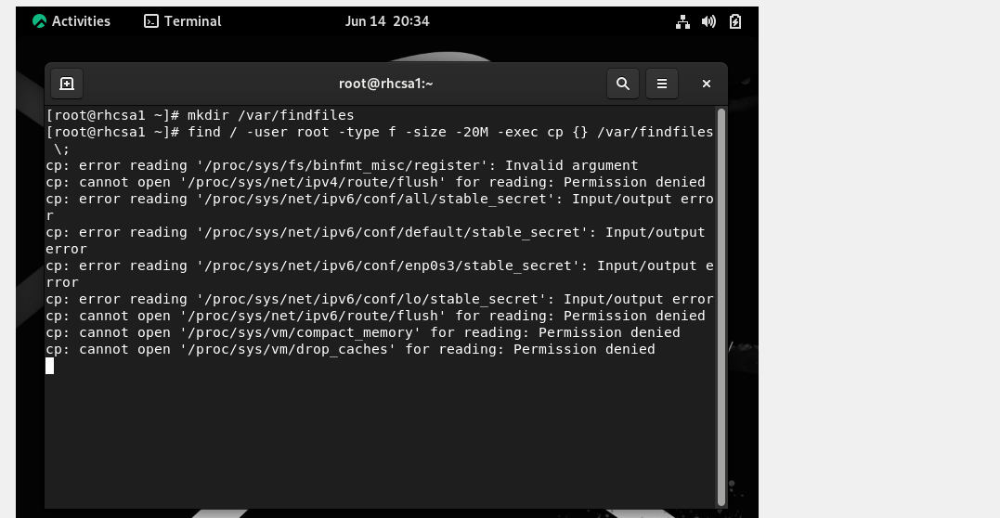 Activities Terminal Jun 14 20:34
root@rhcsa1:~
[root@rhcsa1 ~]# mkdir /var/findfiles
[root@rhcsa1 ~]# find / -user root -type f -size -20M -exec cp {} /var/findfiles
 \;
cp: error reading '/proc/sys/fs/binfmt_misc/register': Invalid argument
cp: cannot open '/proc/sys/net/ipv4/route/flush' for reading: Permission denied
cp: error reading '/proc/sys/net/ipv6/conf/all/stable_secret': Input/output erro
r
cp: error reading '/proc/sys/net/ipv6/conf/default/stable_secret': Input/output
error
cp: error reading '/proc/sys/net/ipv6/conf/enp0s3/stable_secret': Input/output e
rror
cp: error reading '/proc/sys/net/ipv6/conf/lo/stable_secret': Input/output error
cp: cannot open '/proc/sys/net/ipv6/route/flush' for reading: Permission denied
cp: cannot open '/proc/sys/vm/compact_memory' for reading: Permission denied
cp: cannot open '/proc/sys/vm/drop_caches' for reading: Permission denied